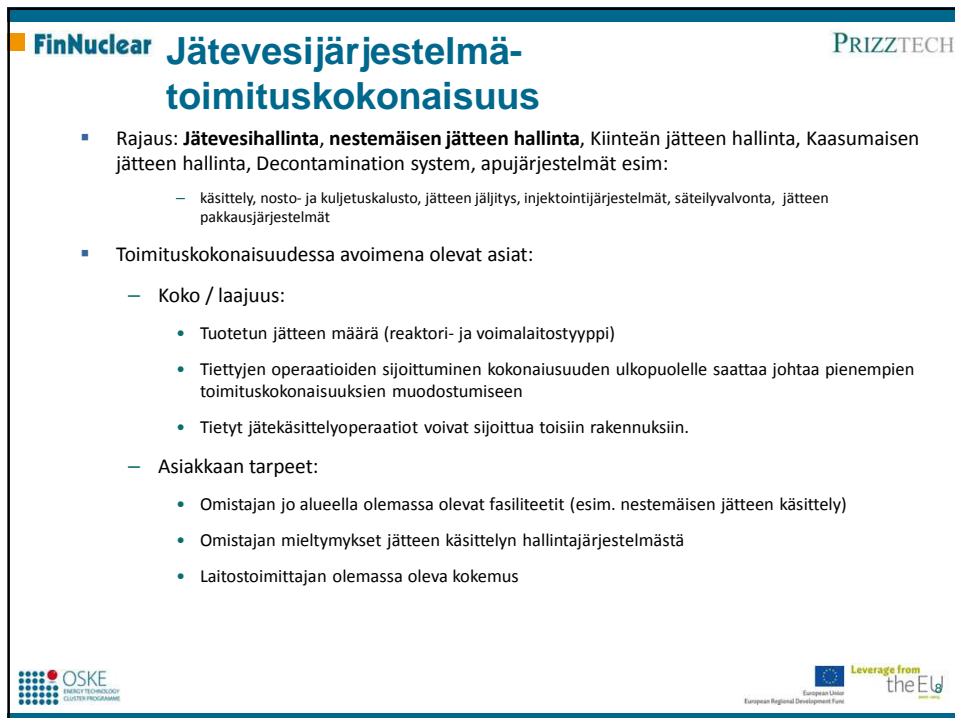 FinNuclear
Jätevesijärjestelmä-
toimituskokonaisuus
PRIZZTECH
▪ Rajaus: Jätevesihallinta, nestemäisen jätteen hallinta, Kiinteän jätteen hallinta, Kaasumaisen
jätteen hallinta, Decontamination system, apujärjestelmät esim:
– käsittely, nosto- ja kuljetuskalusto, jätteen jäljitys, injektointijärjestelmät, säteilyvalvonta, jätteen
pakkausjärjestelmät
▪ Toimituskokonaisuudessa avoimena olevat asiat:
– Koko / laajuus:
• Tuotetun jätteen määrä (reaktori- ja voimalaitostyyppi)
• Tiettyjen operaatioiden sijoittuminen kokonaiusuuden ulkopuolelle saattaa johtaa pienempien
toimituskokonaisuuksien muodostumiseen
• Tietyt jätekäsittelyoperaatiot voivat sijoittua toisiin rakennuksiin.
– Asiakkaan tarpeet:
• Omistajan jo alueella olemassa olevat fasiliteetit (esim. nestemäisen jätteen käsittely)
• Omistajan mieltymykset jätteen käsittelyn hallintajärjestelmästä
• Laitostoimittajan olemassa oleva kokemus
OSKE
ENERGY TECHNOLOGY
CLUSTER PROGRAMME
European Union
European Regional Development Fund
Leverage from
the EU
8